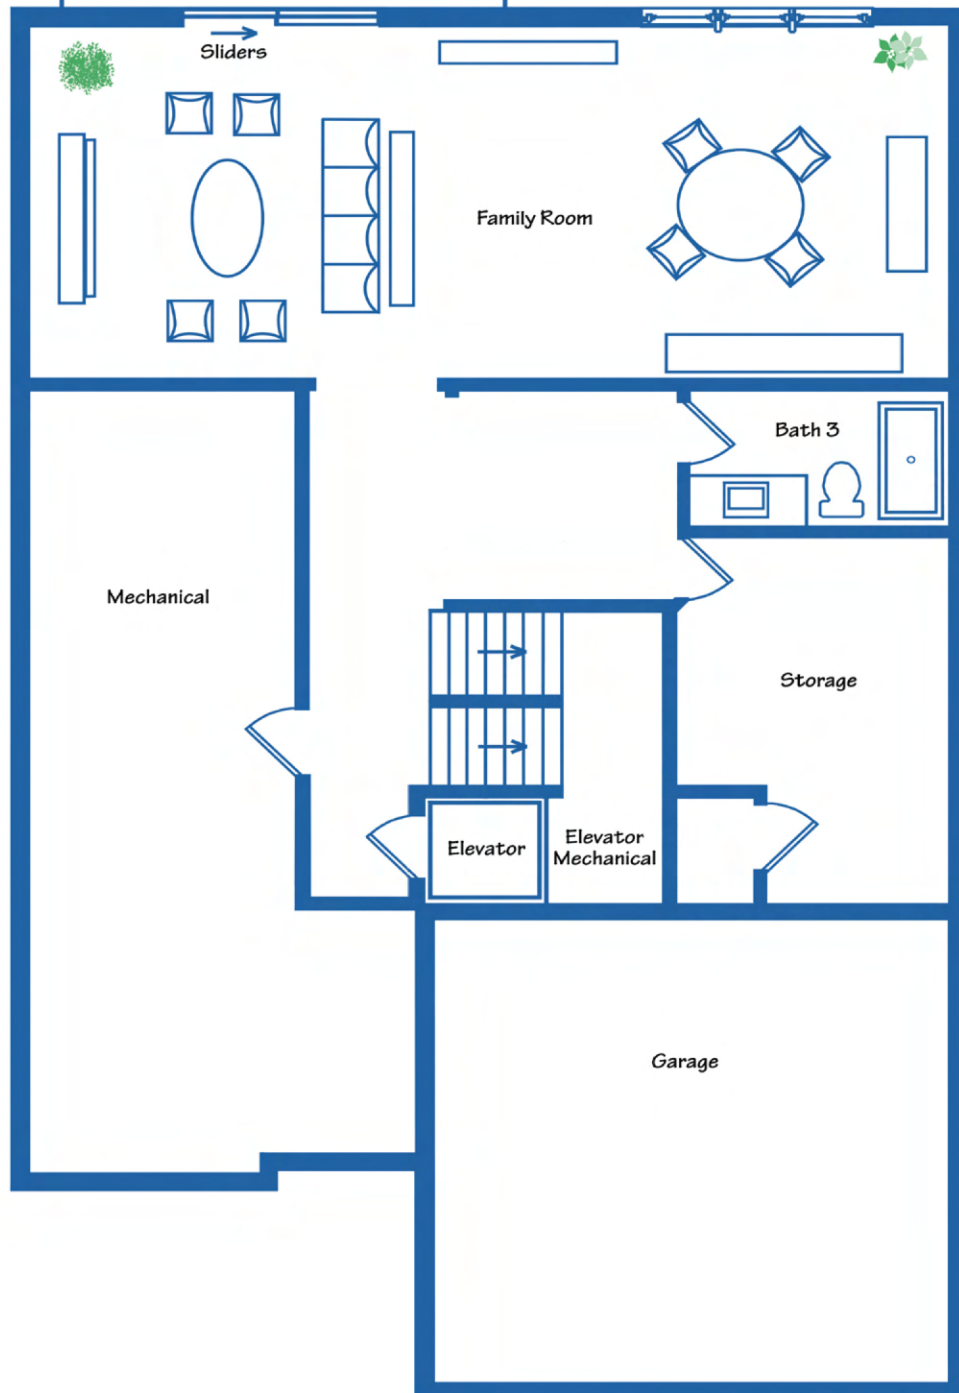 Sliders
Family Room
Bath 3
Mechanical
Storage
Elevator
Elevator
Mechanical
Garage